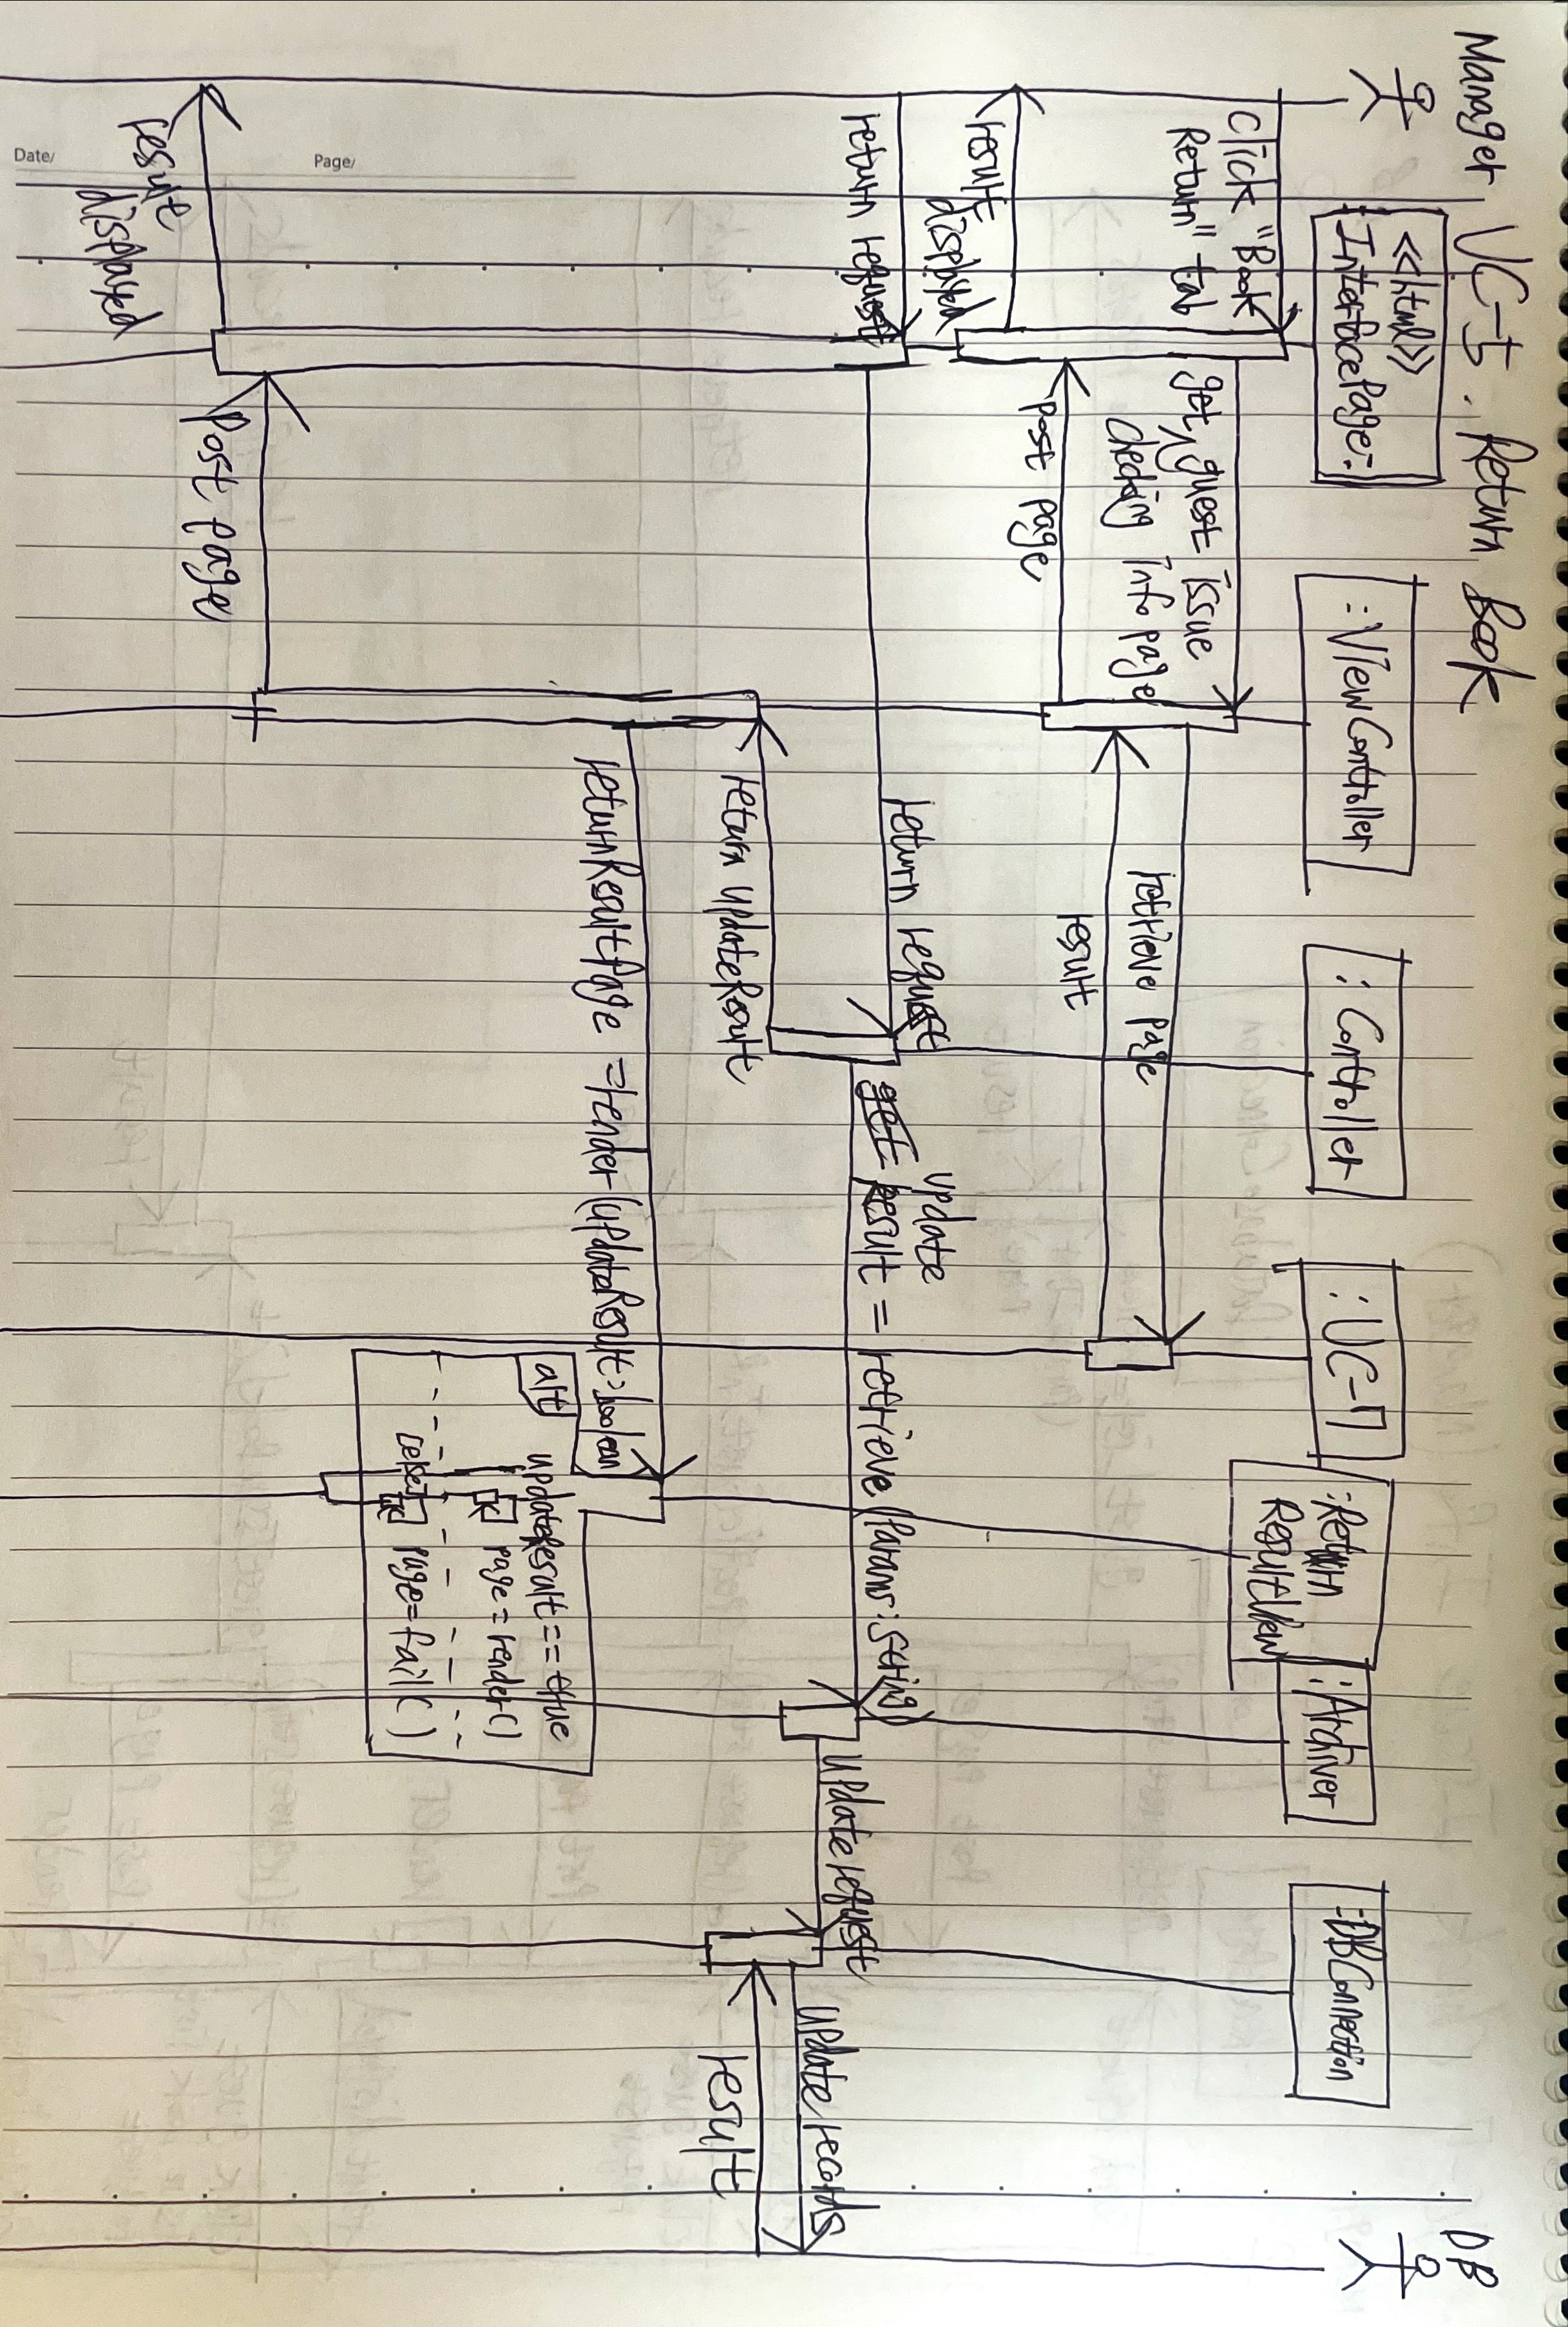 UC-5. Return Book
Manager
<<html>>
InterfacePage:
:ViewController
: Controller
: UC-7
:Return
ResultView
:Archiver
:DBConnection
DB
Click "Book
Return" tab
get guest issue
checking info page
retrieve page
result
post page
result
displayed
return request
return request
update
get result = retrieve(Params:string)
update request
update records
result
return updateResult
returnResultPage =render(updateResult:boolean)
alt
updateResult==true
page=render()
[else]
page=fail()
Post page
result
displayed
Date/
Page/